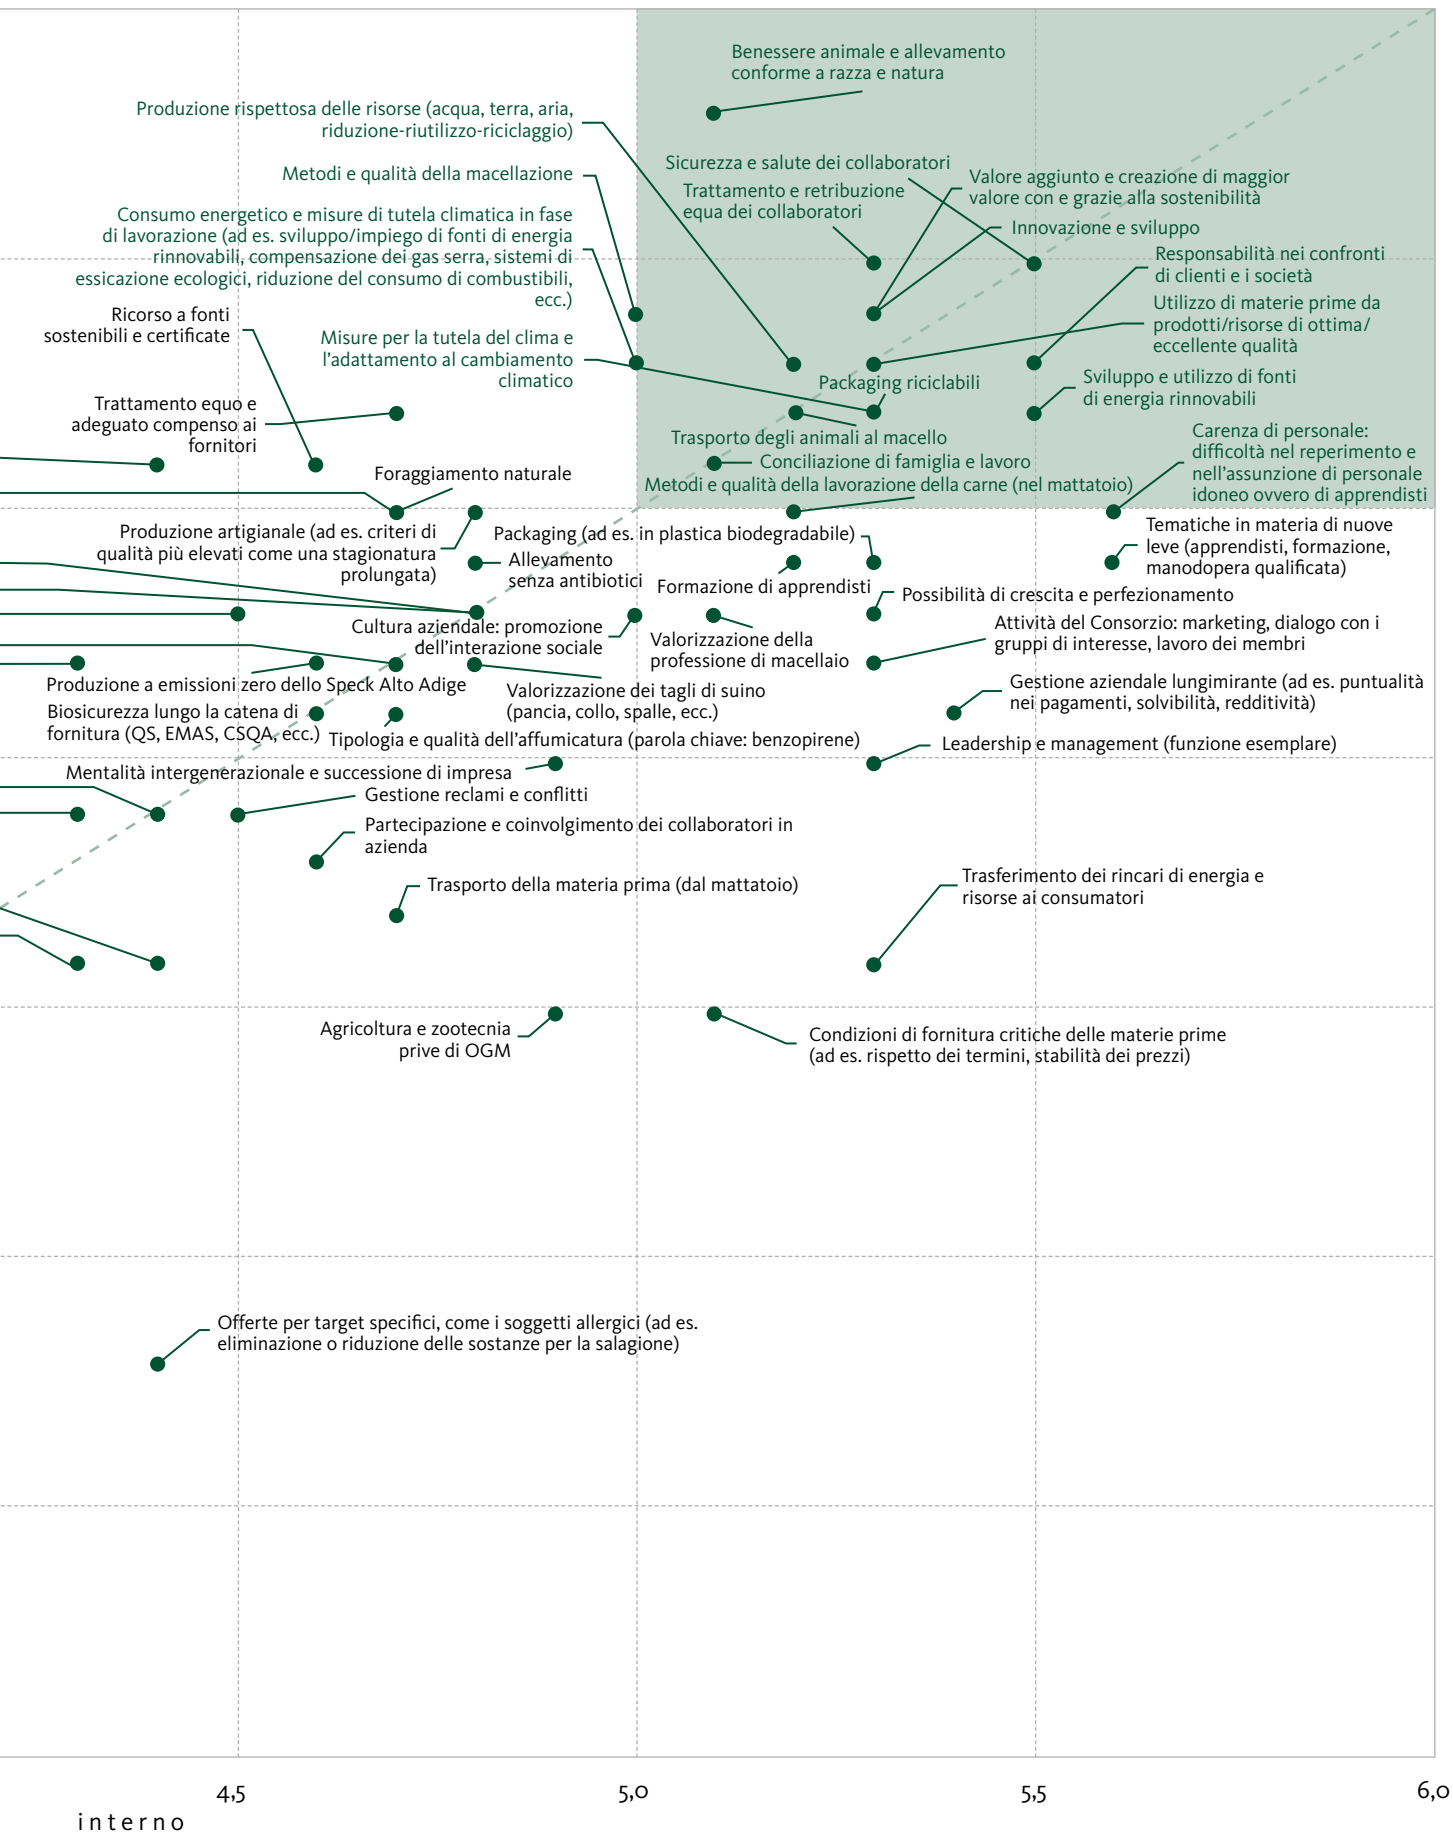 Benessere animale e allevamento
conforme a razza e natura
Produzione rispettosa delle risorse (acqua, terra, aria,
riduzione-riutilizzo-riciclaggio)
Sicurezza e salute dei collaboratori
Metodi e qualità della macellazione
Trattamento e retribuzione
equa dei collaboratori
Valore aggiunto e creazione di maggior
valore con e grazie alla sostenibilità
Consumo energetico e misure di tutela climatica in fase
di lavorazione (ad es. sviluppo/impiego di fonti di energia
rinnovabili, compensazione dei gas serra, sistemi di
essicazione ecologici, riduzione del consumo di combustibili,
ecc.)
Innovazione e sviluppo
Responsabilità nei confronti
di clienti e i società
Utilizzo di materie prime da
prodotti/risorse di ottima/
eccellente qualità
Ricorso a fonti
sostenibili e certificate
Misure per la tutela del clima e
l'adattamento al cambiamento
climatico
Packaging riciclabili
Sviluppo e utilizzo di fonti
di energia rinnovabili
Trattamento equo e
adeguato compenso ai
fornitori
Trasporto degli animali al macello
Carenza di personale:
difficoltà nel reperimento e
nell'assunzione di personale
idoneo ovvero di apprendisti
Conciliazione di famiglia e lavoro
Foraggiamento naturale
Metodi e qualità della lavorazione della carne (nel mattatoio)
Produzione artigianale (ad es. criteri di
qualità più elevati come una stagionatura
prolungata)
Packaging (ad es. in plastica biodegradabile)
Tematiche in materia di nuove
leve (apprendisti, formazione,
manodopera qualificata)
Allevamento
senza antibiotici
Formazione di apprendisti
Possibilità di crescita e perfezionamento
Cultura aziendale: promozione
dell'interazione sociale
Valorizzazione della
professione di macellaio
Attività del Consorzio: marketing, dialogo con i
gruppi di interesse, lavoro dei membri
Produzione a emissioni zero dello Speck Alto Adige
Valorizzazione dei tagli di suino
(pancia, collo, spalle, ecc.)
Gestione aziendale lungimirante (ad es. puntualità
nei pagamenti, solvibilità, redditività)
Biosicurezza lungo la catena di
fornitura (QS, EMAS, CSQA, ecc.)
Tipologia e qualità dell'affumicatura (parola chiave: benzopirene)
Leadership e management (funzione esemplare)
Mentalità intergenerazionale e successione di impresa
Gestione reclami e conflitti
Partecipazione e coinvolgimento dei collaboratori in
azienda
Trasporto della materia prima (dal mattatoio)
Trasferimento dei rincari di energia e
risorse ai consumatori
Agricoltura e zootecnia
prive di OGM
Condizioni di fornitura critiche delle materie prime
(ad es. rispetto dei termini, stabilità dei prezzi)
Offerte per target specifici, come i soggetti allergici (ad es.
eliminazione o riduzione delle sostanze per la salagione)
4,5 5,0 5,5 6,0
interno